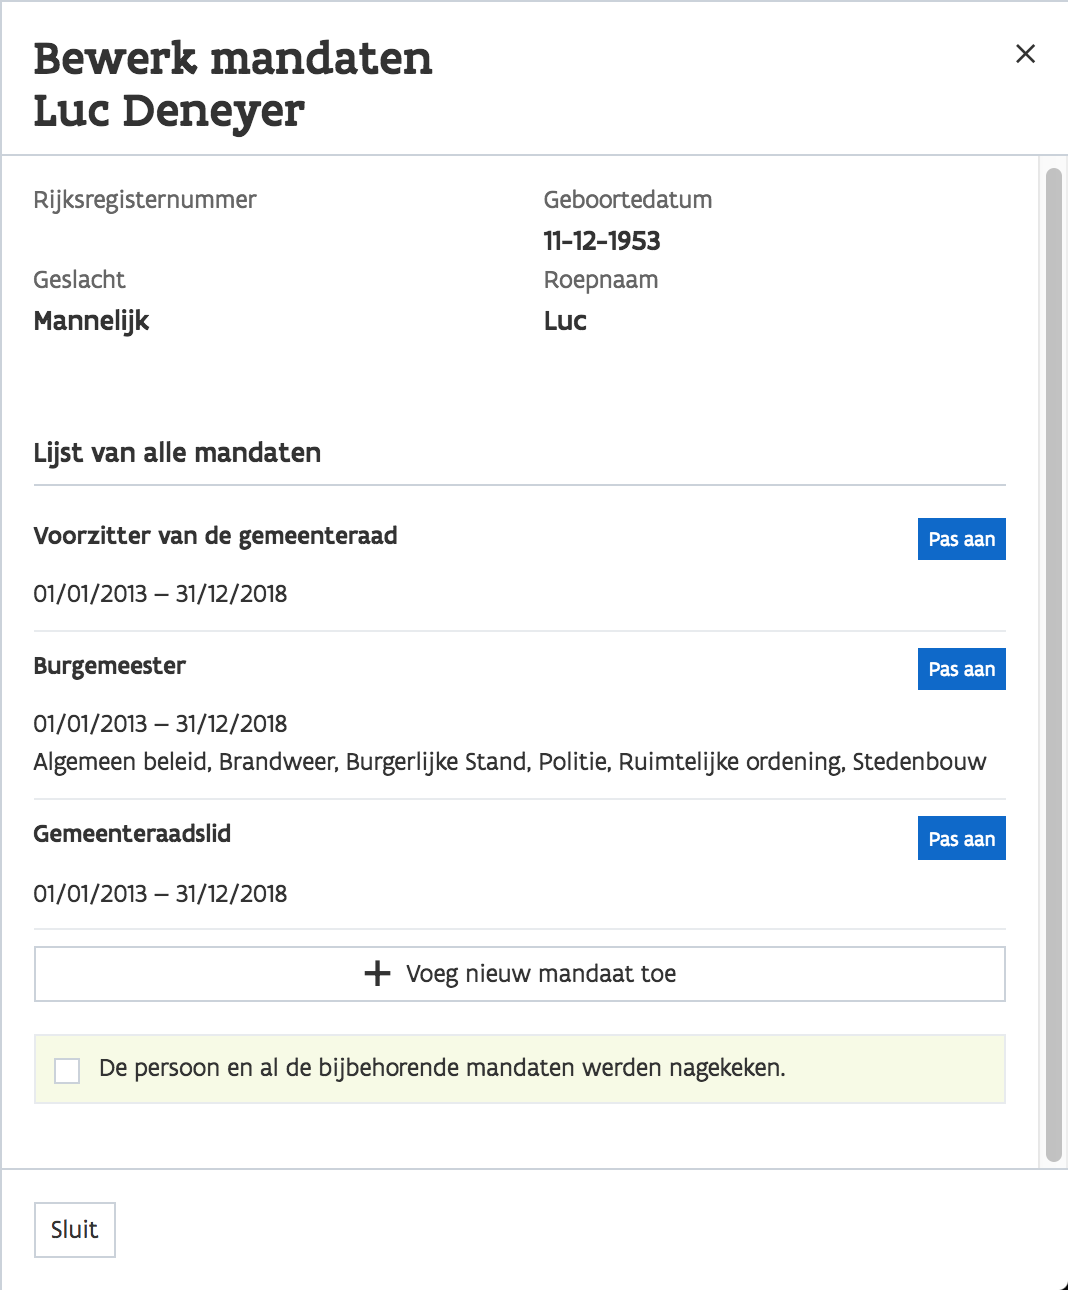 Bewerk mandaten
Luc Deneyer
Rijksregisternummer
Geboortedatum
11-12-1953
Geslacht
Roepnaam
Mannelijk
Luc
Lijst van alle mandaten
Voorzitter van de gemeenteraad
Pas aan
01/01/2013 – 31/12/2018
Burgemeester
Pas aan
01/01/2013 – 31/12/2018
Algemeen beleid, Brandweer, Burgerlijke Stand, Politie, Ruimtelijke ordening, Stedenbouw
Gemeenteraadslid
Pas aan
01/01/2013 – 31/12/2018
Voeg nieuw mandaat toe
De persoon en al de bijbehorende mandaten werden nagekeken.
Sluit